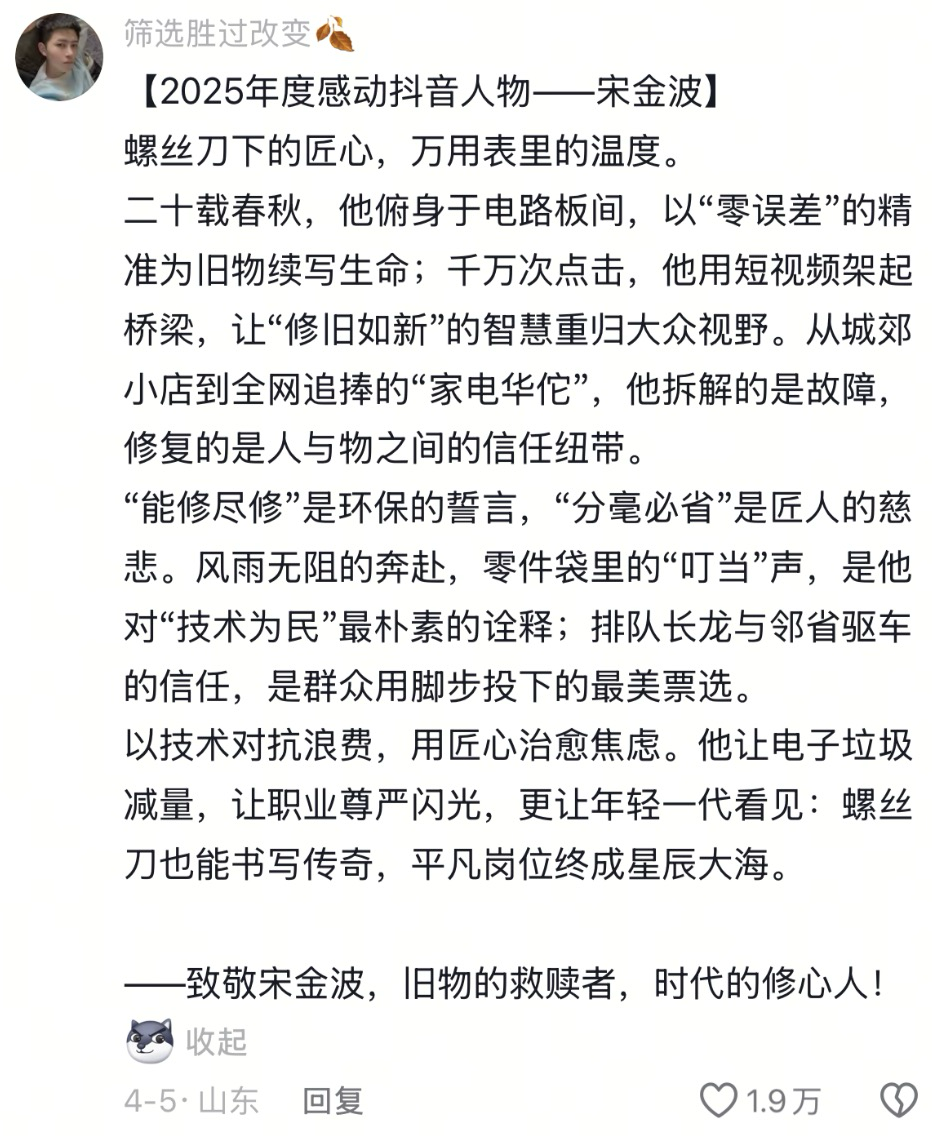 筛选胜过改变🍂
【2025年度感动抖音人物——宋金波】
螺丝刀下的匠心，万用表里的温度。
二十载春秋，他俯身于电路板间，以“零误差”的精
准为旧物续写生命；千万次点击，他用短视频架起
桥梁，让“修旧如新”的智慧重归大众视野。从城郊
小店到全网追捧的“家电华佗”，他拆解的是故障，
修复的是人与物之间的信任纽带。
“能修尽修”是环保的誓言，“分毫必省”是匠人的慈
悲。风雨无阻的奔赴，零件袋里的“叮当”声，是他
对“技术为民”最朴素的诠释；排队长龙与邻省驱车
的信任，是群众用脚步投下的最美票选。
以技术对抗浪费，用匠心治愈焦虑。他让电子垃圾
减量，让职业尊严闪光，更让年轻一代看见：螺丝
刀也能书写传奇，平凡岗位终成星辰大海。
——致敬宋金波，旧物的救赎者，时代的修心人！
收起
4-5·山东 回复 1.9万